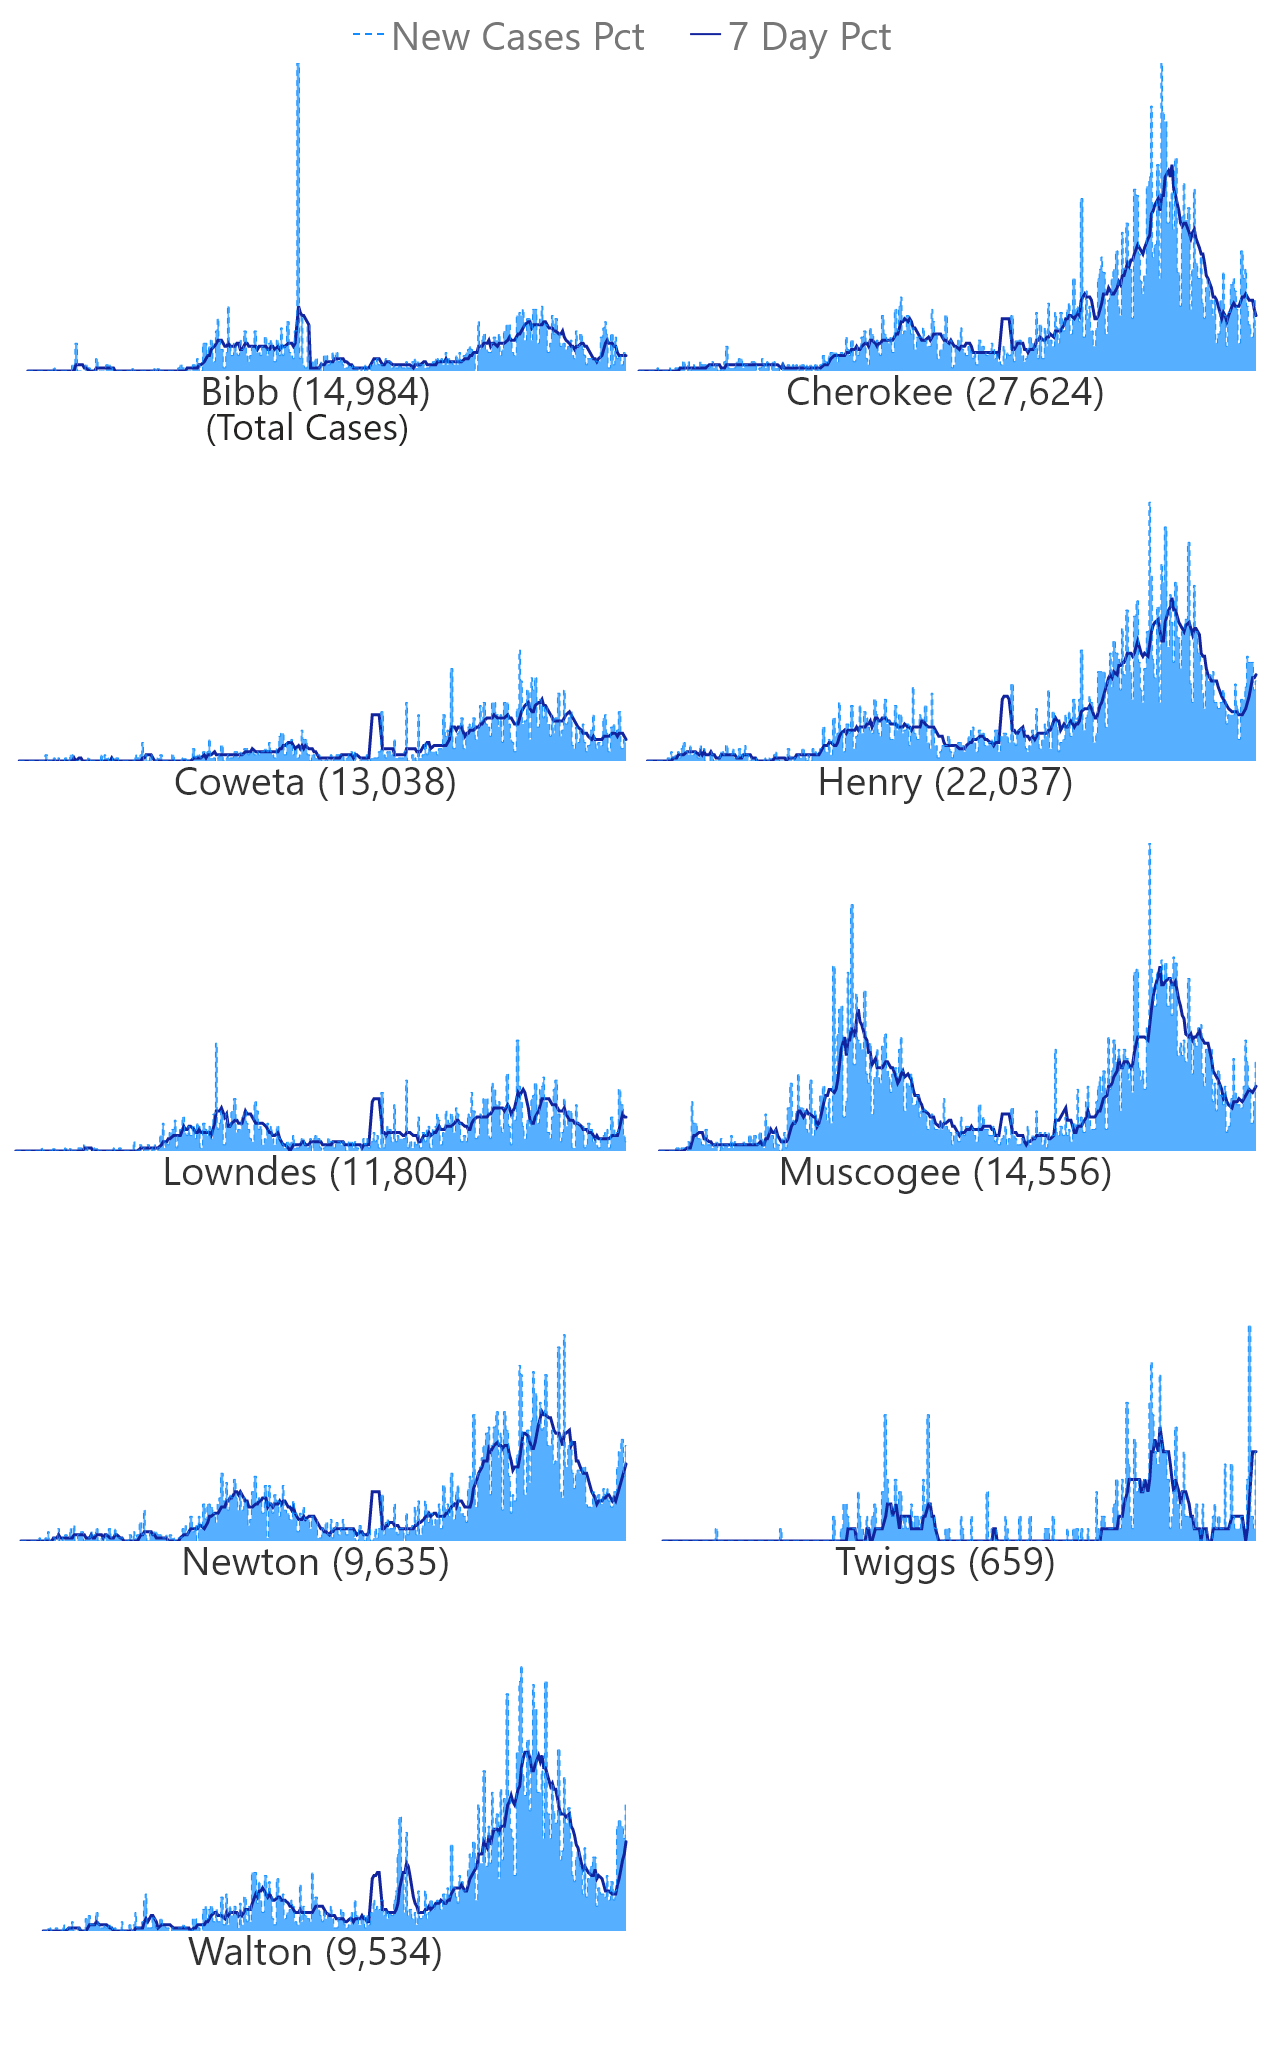 New Cases Pct 7 Day Pct
Bibb (14,984) Cherokee (27,624)
(Total Cases)
Coweta (13,038) Henry (22,037)
Lowndes (11,804) Muscogee (14,556)
Newton (9,635) Twiggs (659)
Walton (9,534)